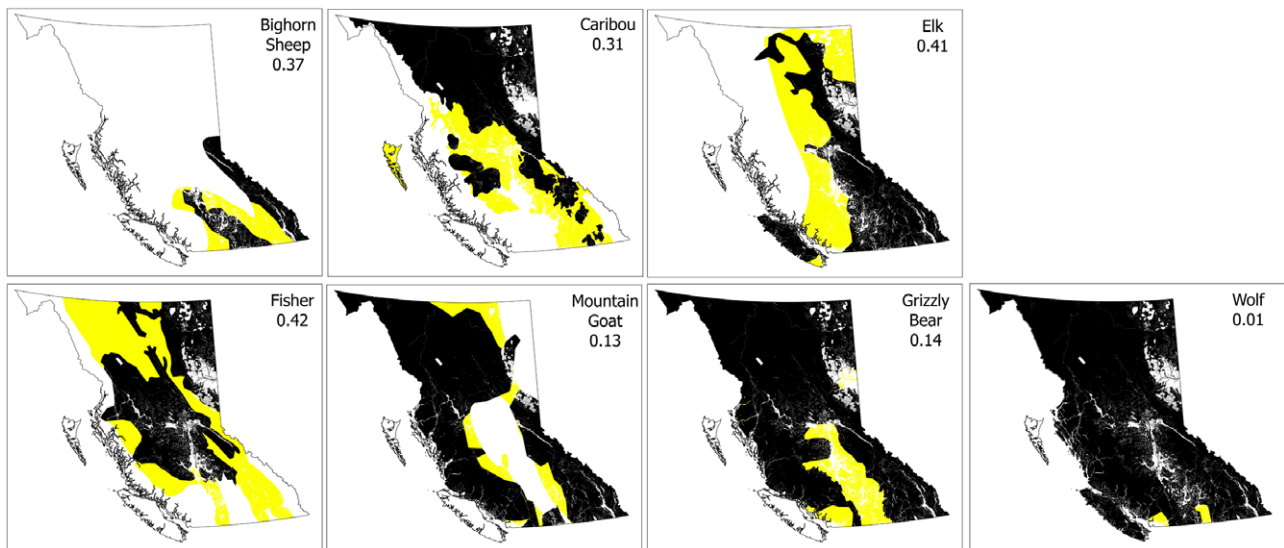 Bighorn
Sheep
0.37
Caribou
0.31
Elk
0.41
Fisher
0.42
Mountain
Goat
0.13
Grizzly
Bear
0.14
Wolf
0.01